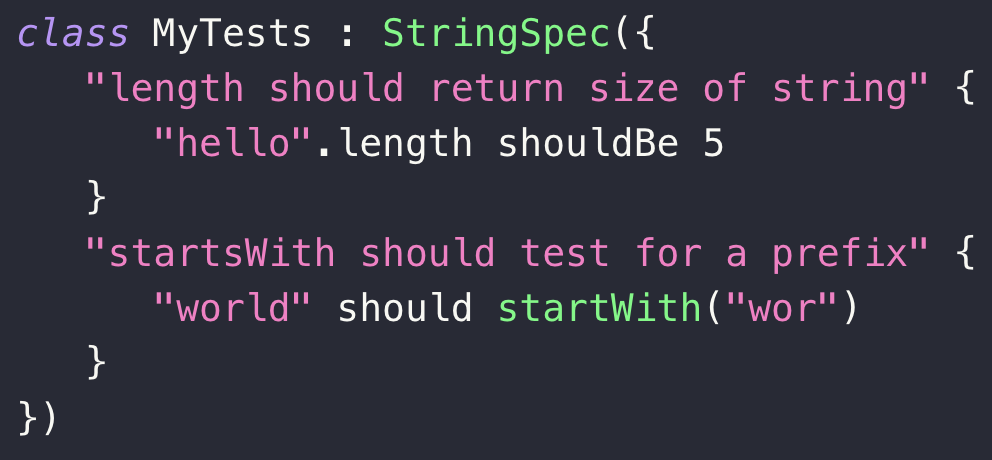 class MyTests : StringSpec({
   "length should return size of string" {
      "hello".length shouldBe 5
   }
   "startsWith should test for a prefix" {
      "world" should startWith("wor")
   }
})